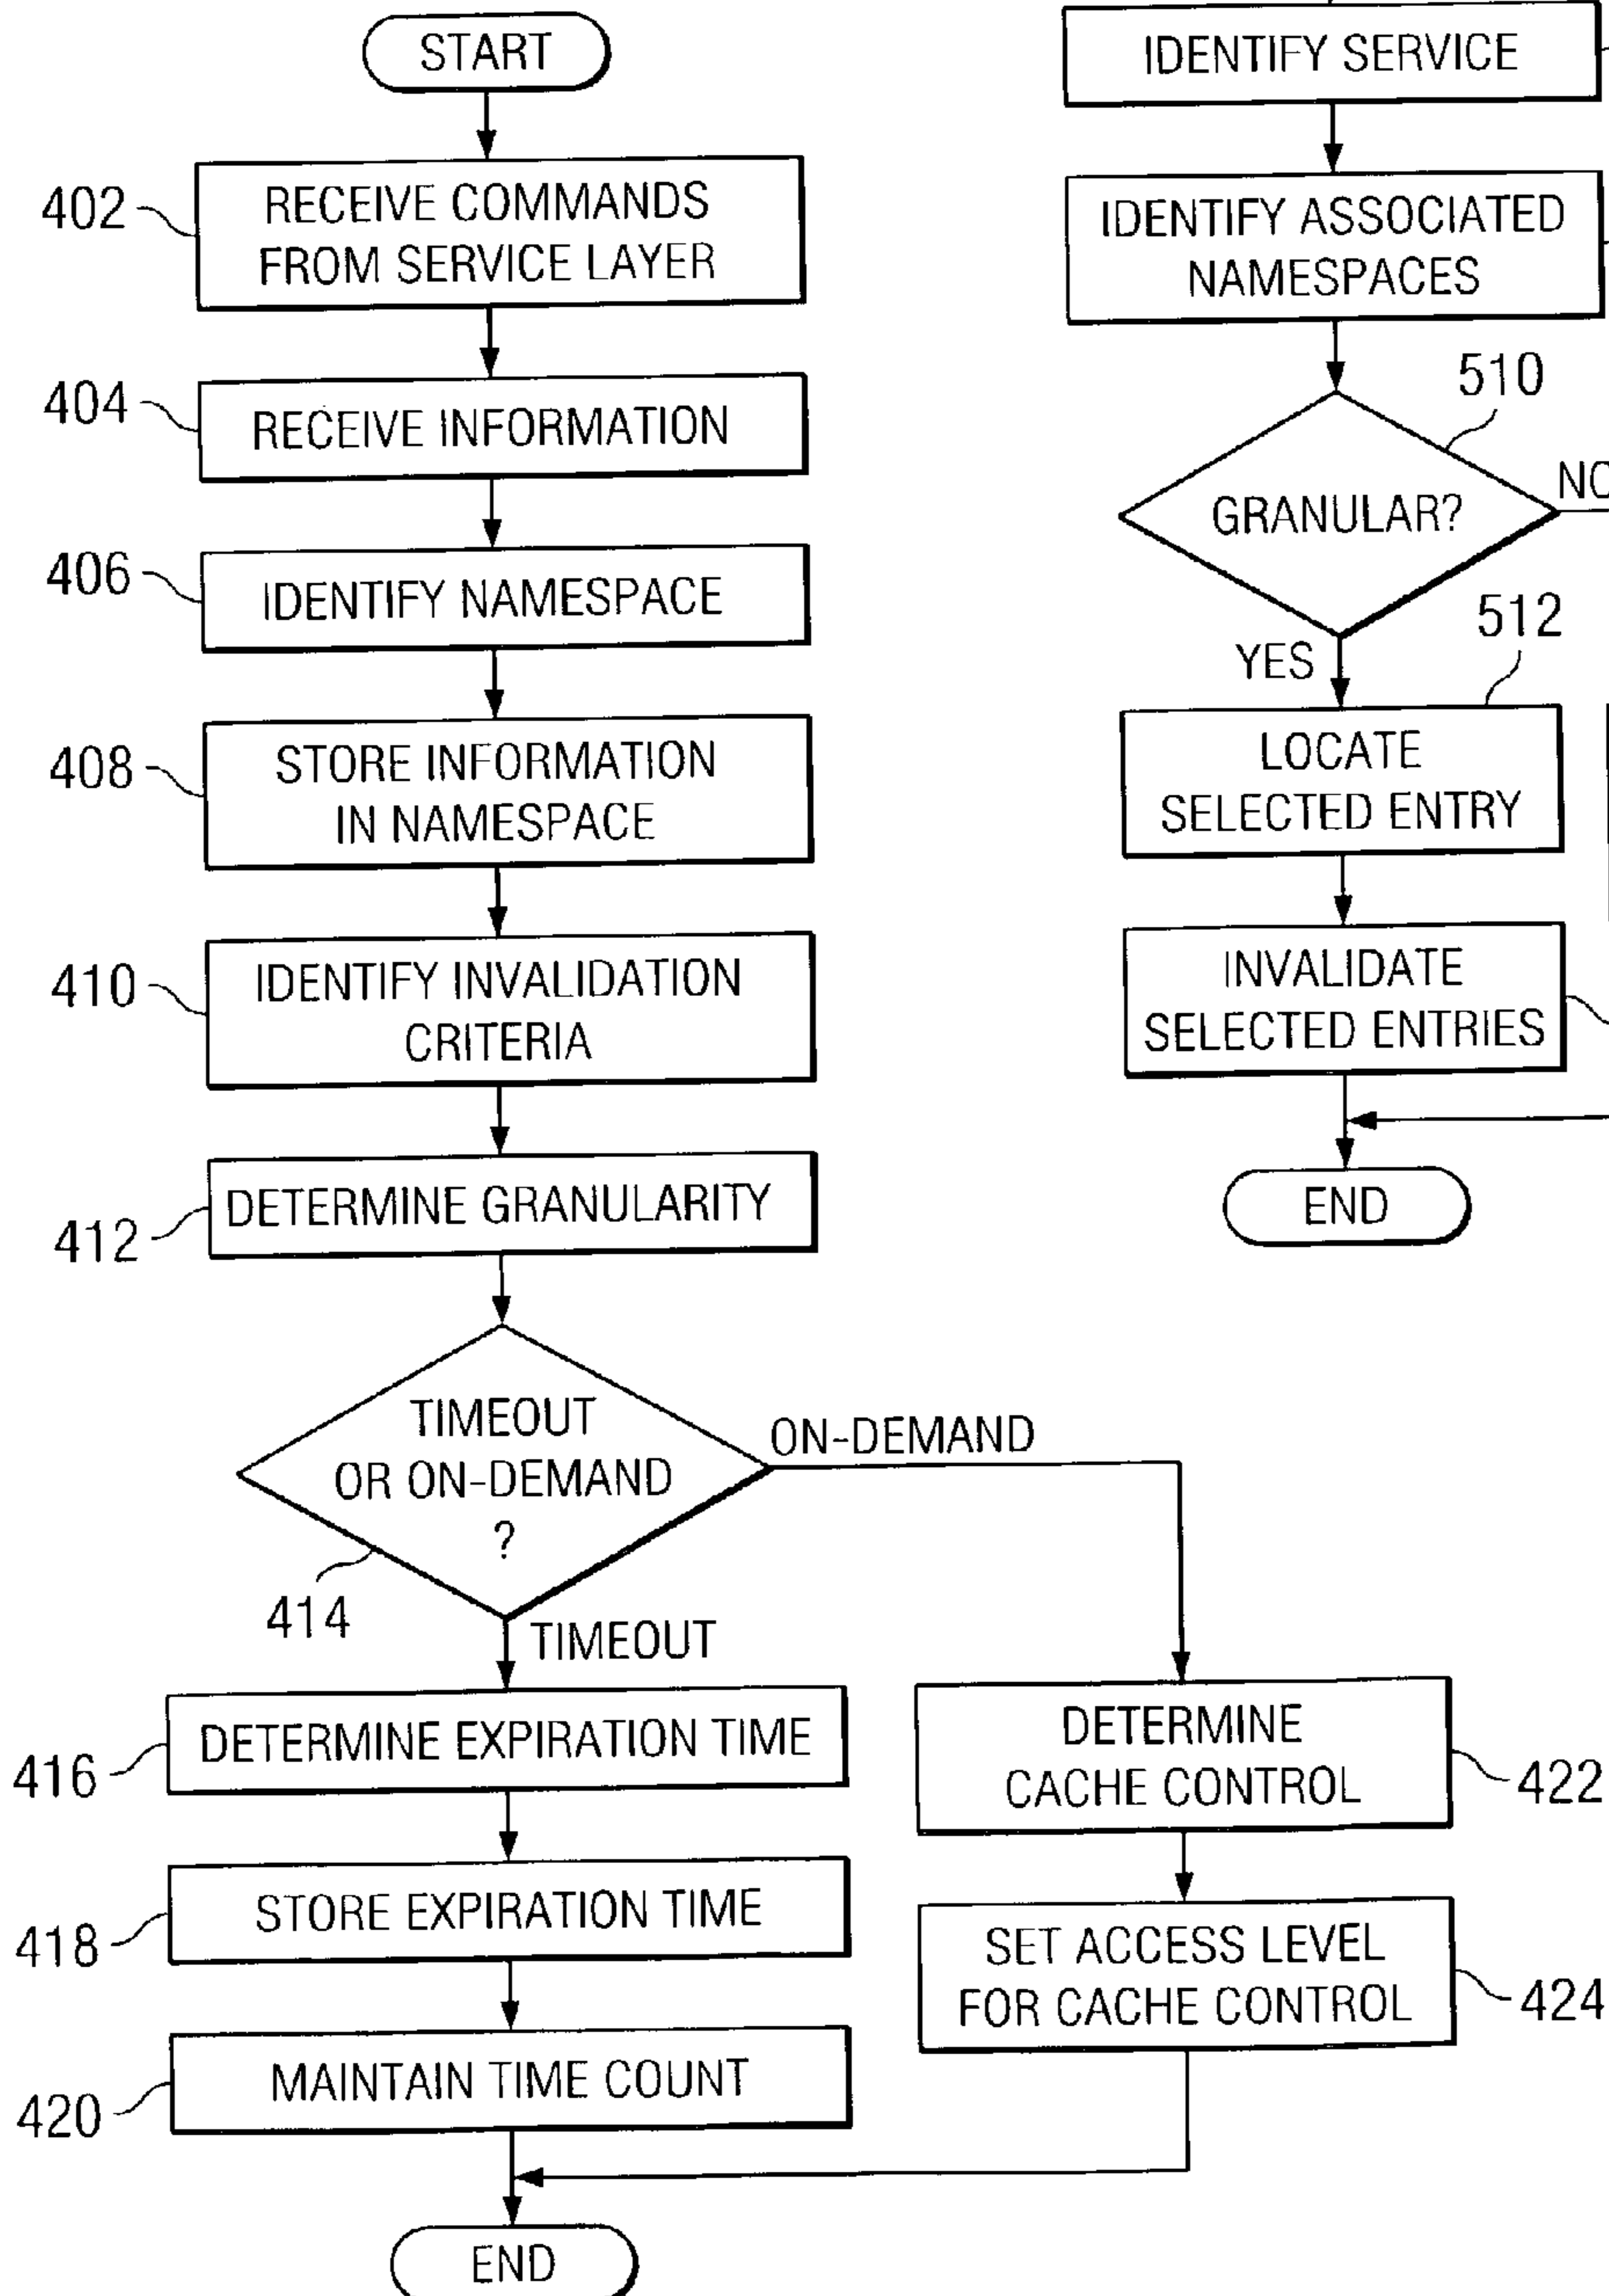 START
402
RECEIVE COMMANDS
FROM SERVICE LAYER
404
RECEIVE INFORMATION
406
IDENTIFY NAMESPACE
408
STORE INFORMATION
IN NAMESPACE
410
IDENTIFY INVALIDATION
CRITERIA
412
DETERMINE GRANULARITY
TIMEOUT
OR ON-DEMAND
?
414
ON-DEMAND
TIMEOUT
416
DETERMINE EXPIRATION TIME
418
STORE EXPIRATION TIME
420
MAINTAIN TIME COUNT
END
DETERMINE
CACHE CONTROL
422
SET ACCESS LEVEL
FOR CACHE CONTROL
424
IDENTIFY SERVICE
IDENTIFY ASSOCIATED
NAMESPACES
510
GRANULAR?
NO
YES
512
LOCATE
SELECTED ENTRY
INVALIDATE
SELECTED ENTRIES
END